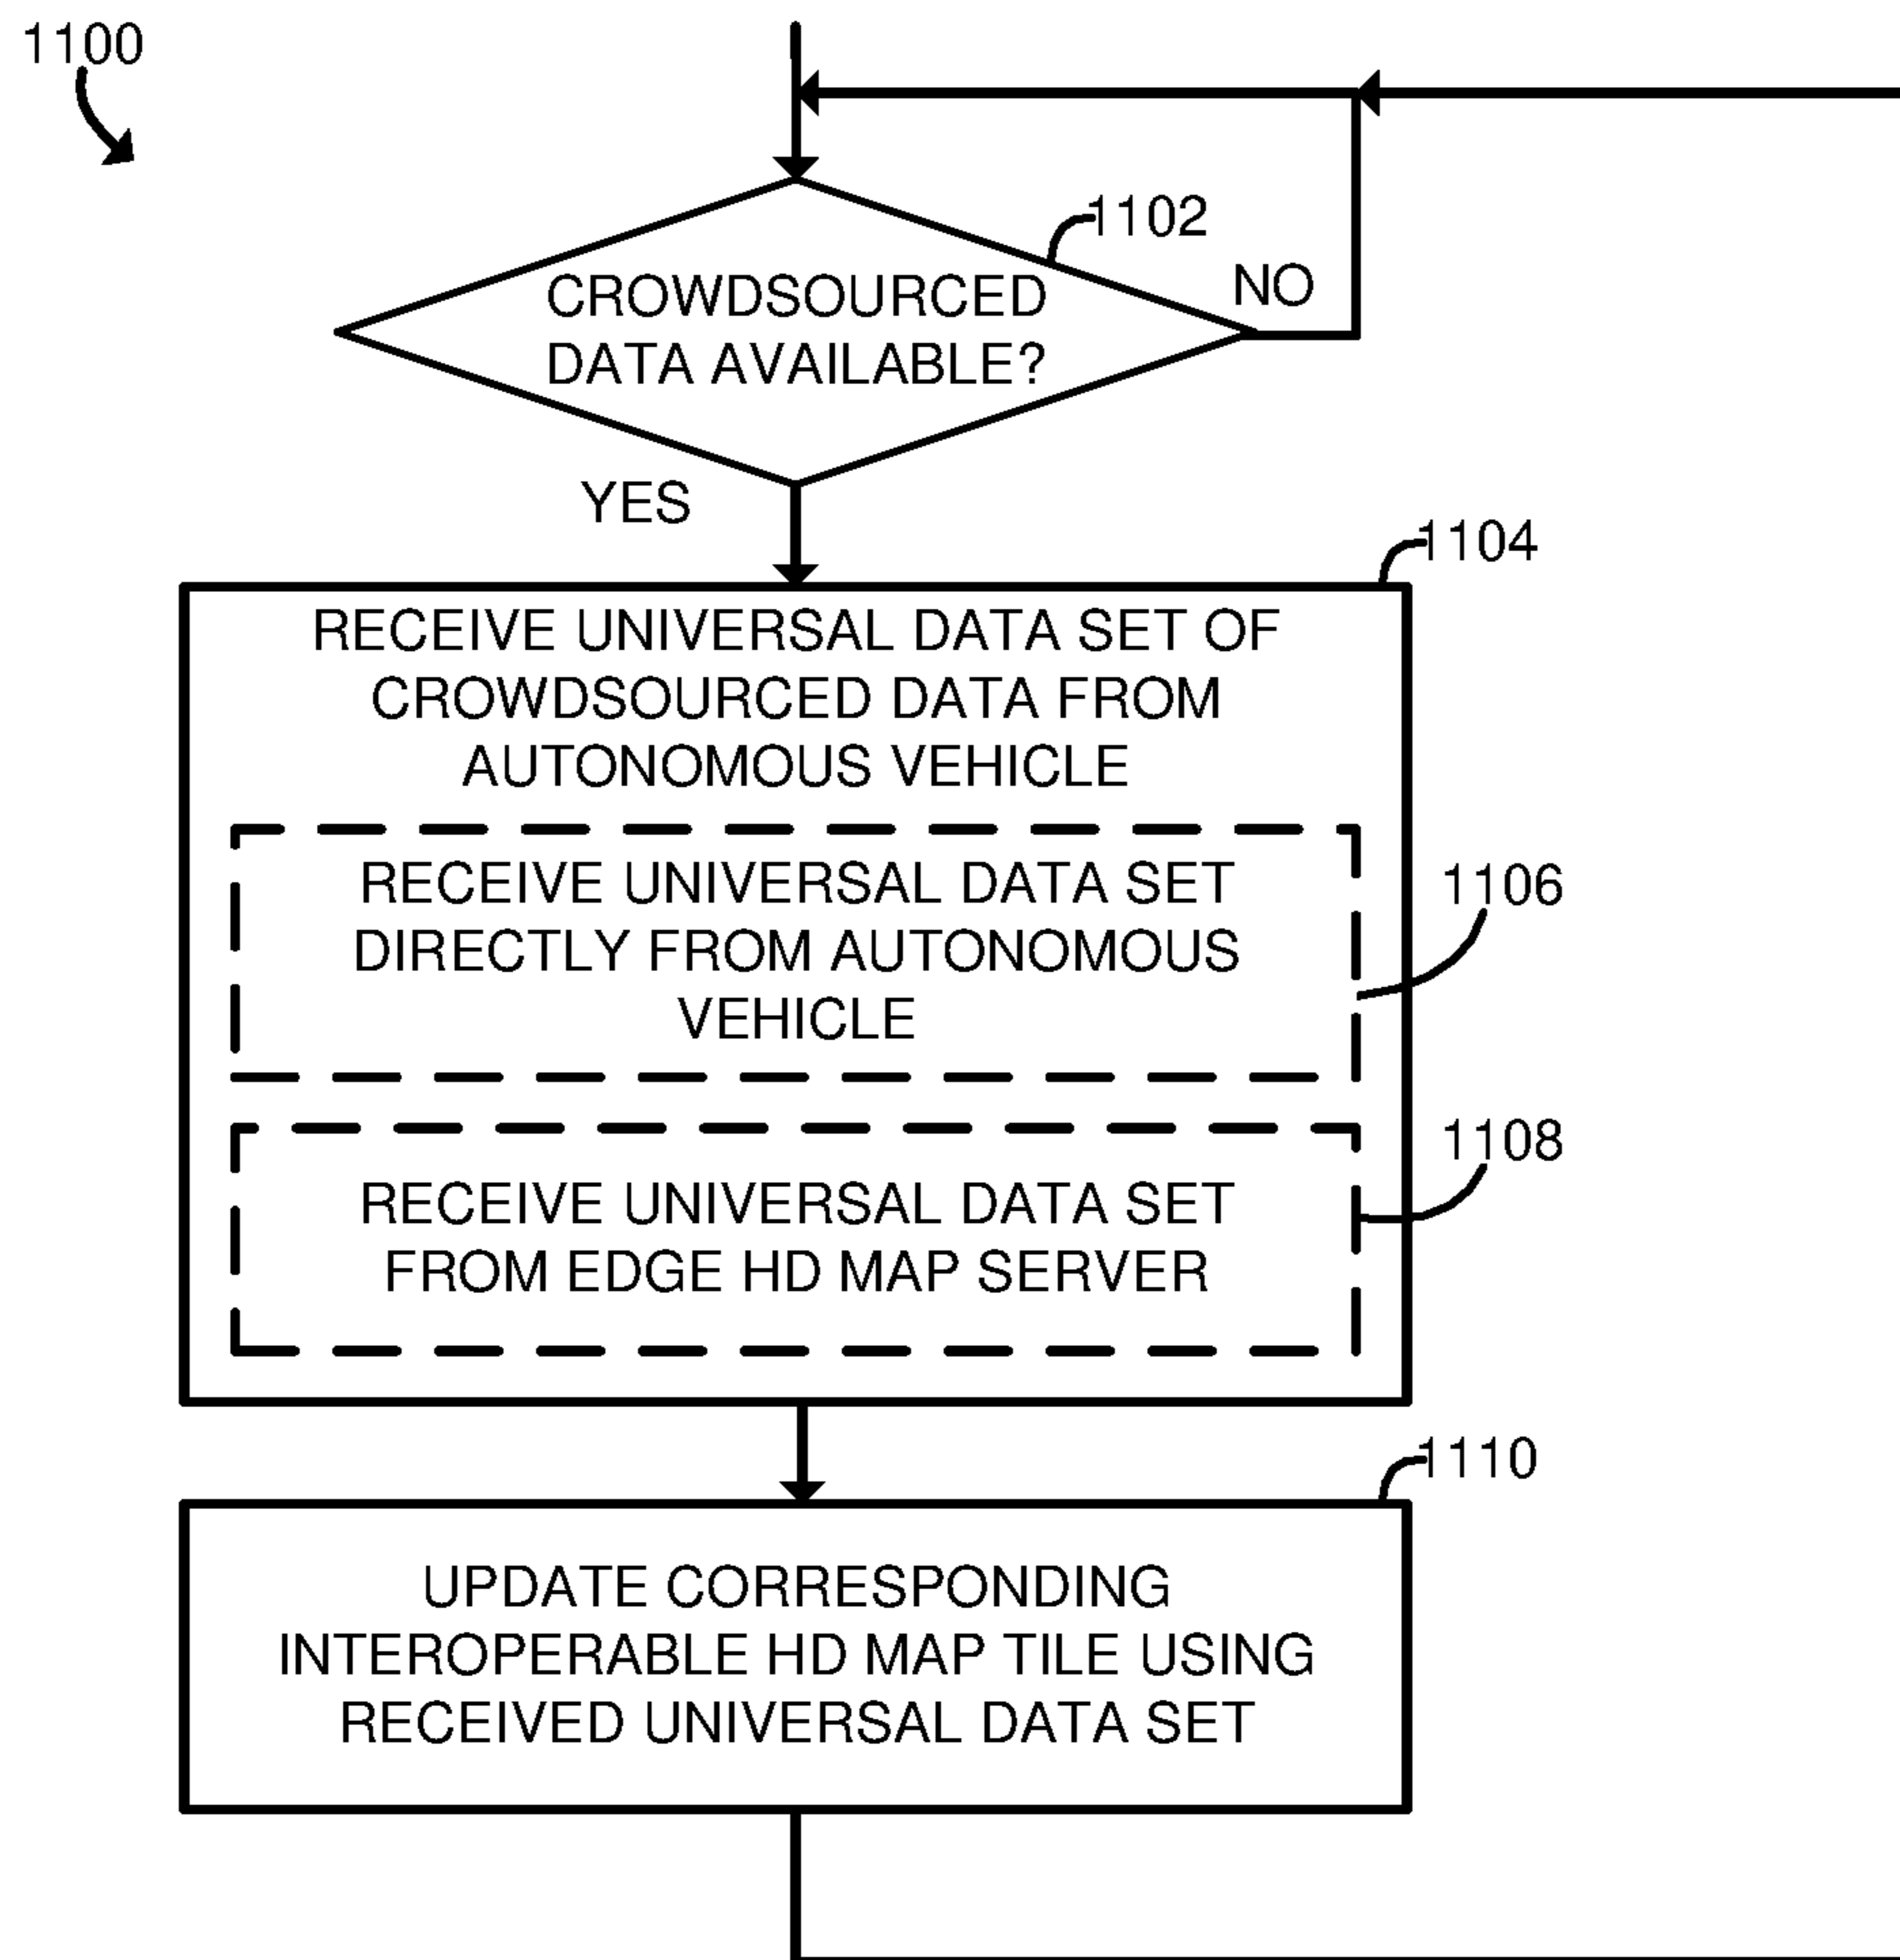 1100
1102
CROWDSOURCED
DATA AVAILABLE?
NO
YES
1104
RECEIVE UNIVERSAL DATA SET OF
CROWDSOURCED DATA FROM
AUTONOMOUS VEHICLE
RECEIVE UNIVERSAL DATA SET
DIRECTLY FROM AUTONOMOUS
VEHICLE
1106
RECEIVE UNIVERSAL DATA SET
FROM EDGE HD MAP SERVER
1108
1110
UPDATE CORRESPONDING
INTEROPERABLE HD MAP TILE USING
RECEIVED UNIVERSAL DATA SET